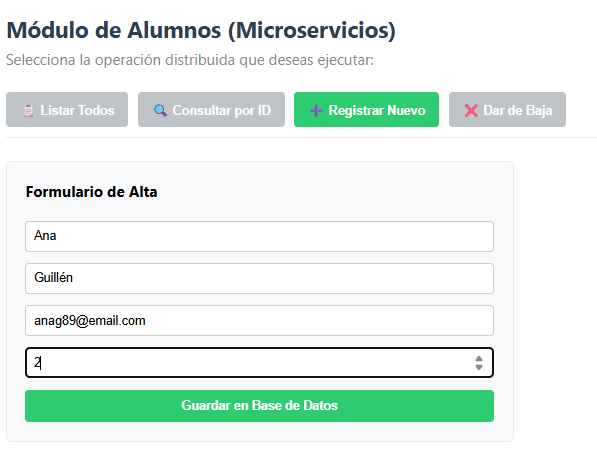 Módulo de Alumnos (Microservicios)
Selecciona la operación distribuida que deseas ejecutar:
Listar Todos
Consultar por ID
Registrar Nuevo
Dar de Baja
Formulario de Alta
Ana
Guillén
anag89@email.com
2
Guardar en Base de Datos